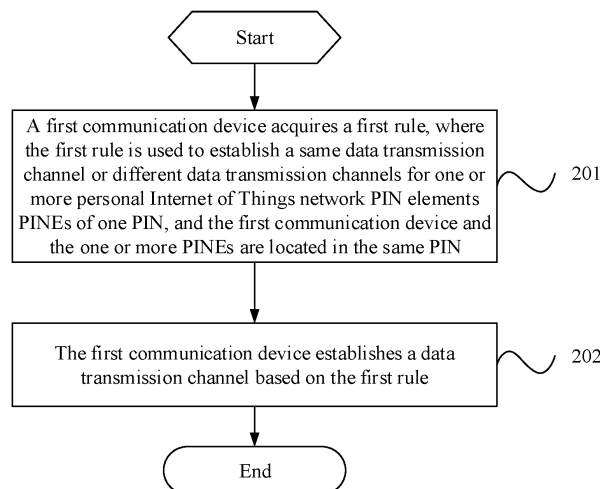 Start
A first communication device acquires a first rule, where
the first rule is used to establish a same data transmission
channel or different data transmission channels for one or
more personal Internet of Things network PIN elements
PINEs of one PIN, and the first communication device and
the one or more PINEs are located in the same PIN
201
The first communication device establishes a data
transmission channel based on the first rule
202
End